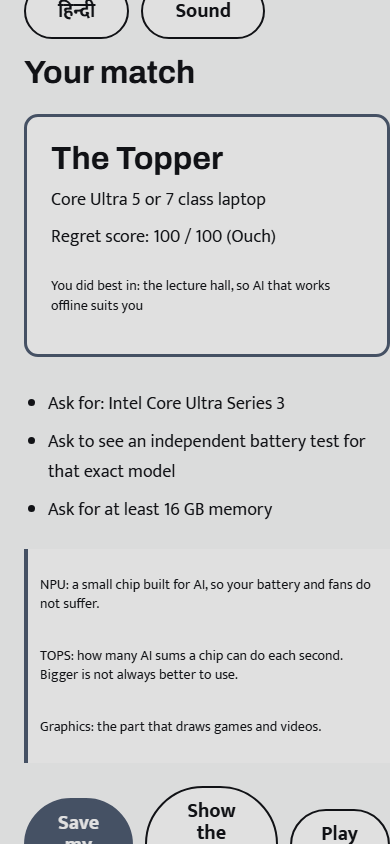 हिन्दी
Sound
Your match
The Topper
Core Ultra 5 or 7 class laptop
Regret score: 100 / 100 (Ouch)
You did best in: the lecture hall, so AI that works
offline suits you
Ask for: Intel Core Ultra Series 3
Ask to see an independent battery test for
that exact model
Ask for at least 16 GB memory
NPU: a small chip built for AI, so your battery and fans do
not suffer.
TOPS: how many AI sums a chip can do each second.
Bigger is not always better to use.
Graphics: the part that draws games and videos.
Save
my
Show
the
Play